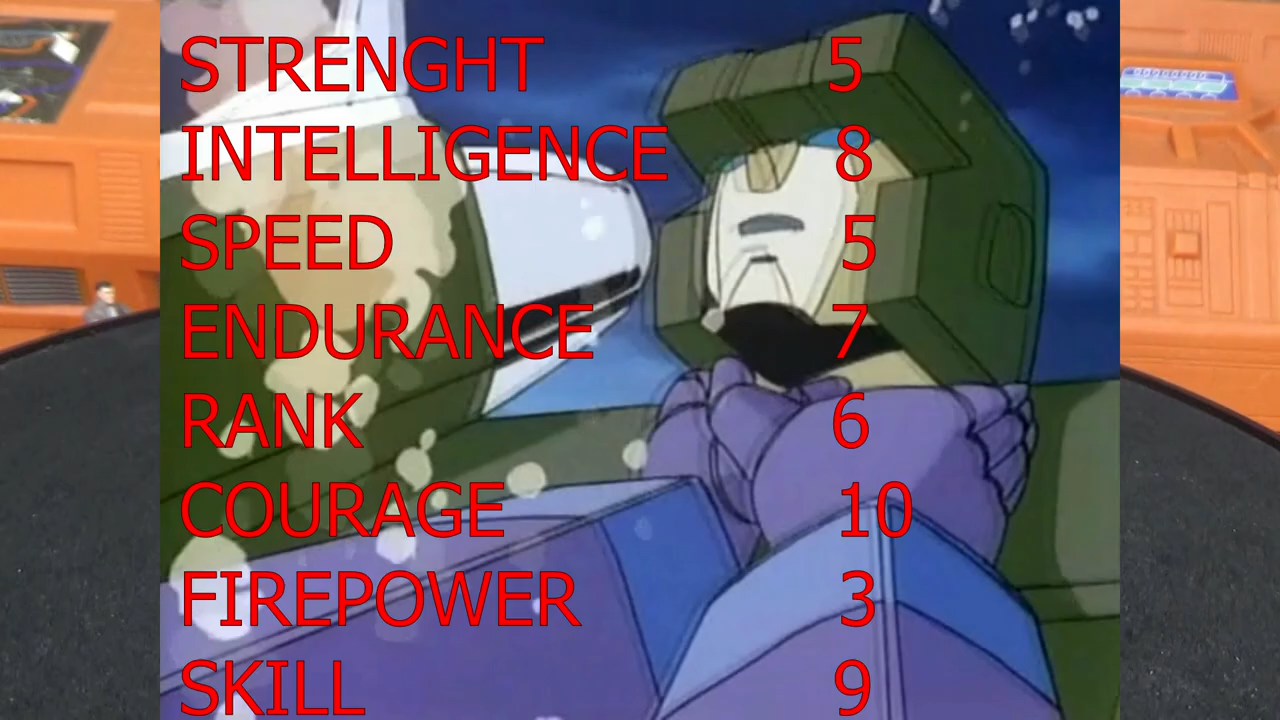 STRENGHT 5
INTELLIGENCE 8
SPEED 5
ENDURANCE 7
RANK 6
COURAGE 10
FIREPOWER 3
SKILL 9